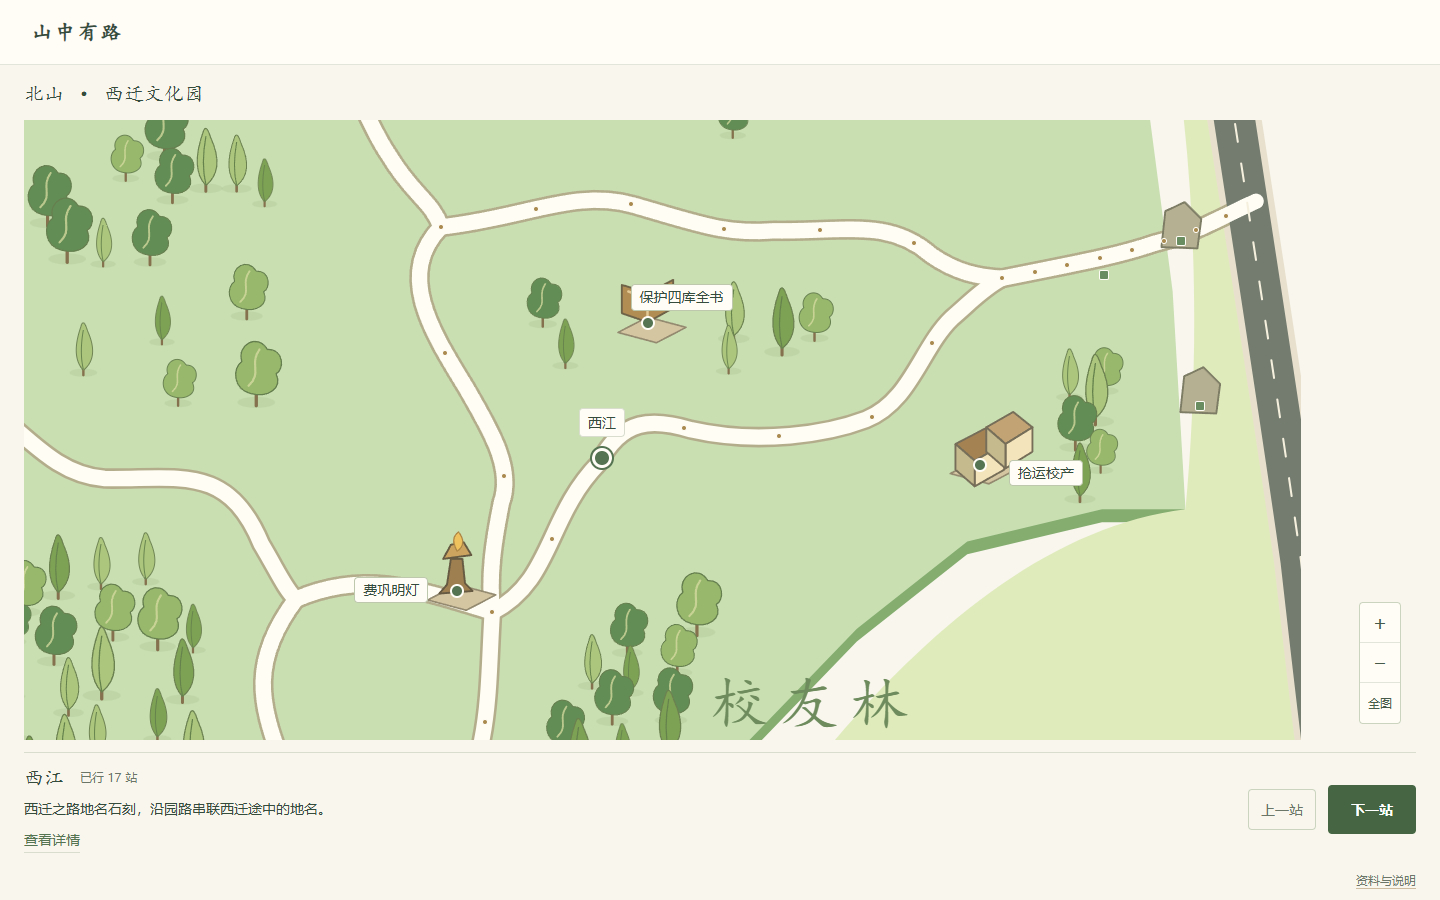 山中有路
北山 • 西迁文化园
保护四库全书
西江
抢运校产
费巩明灯
校友林
+
−
全图
西江 已行 17 站
西迁之路地名石刻，沿园路串联西迁途中的地名。
查看详情
上一站
下一站
资料与说明